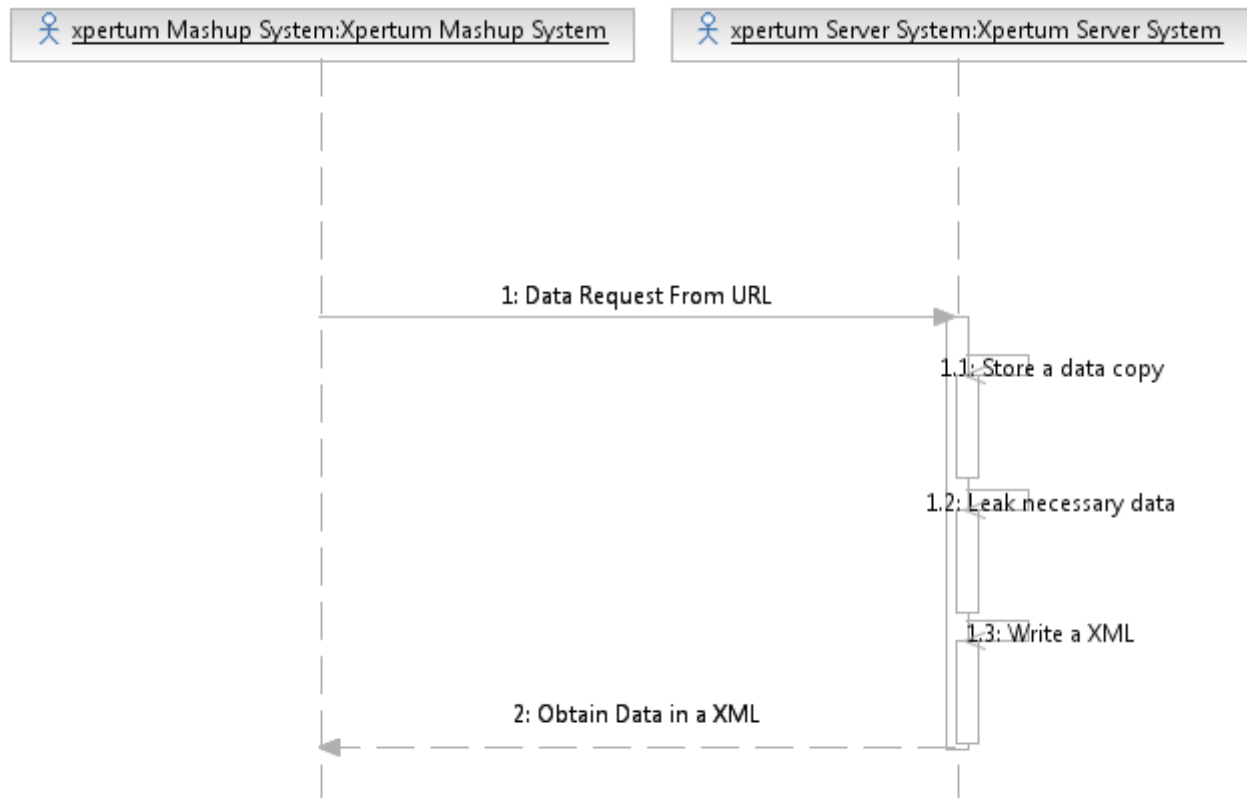 xpertum Mashup System:Xpertum Mashup System
xpertum Server System:Xpertum Server System
1: Data Request From URL
1.1: Store a data copy
1.2: Leak necessary data
1.3: Write a XML
2: Obtain Data in a XML